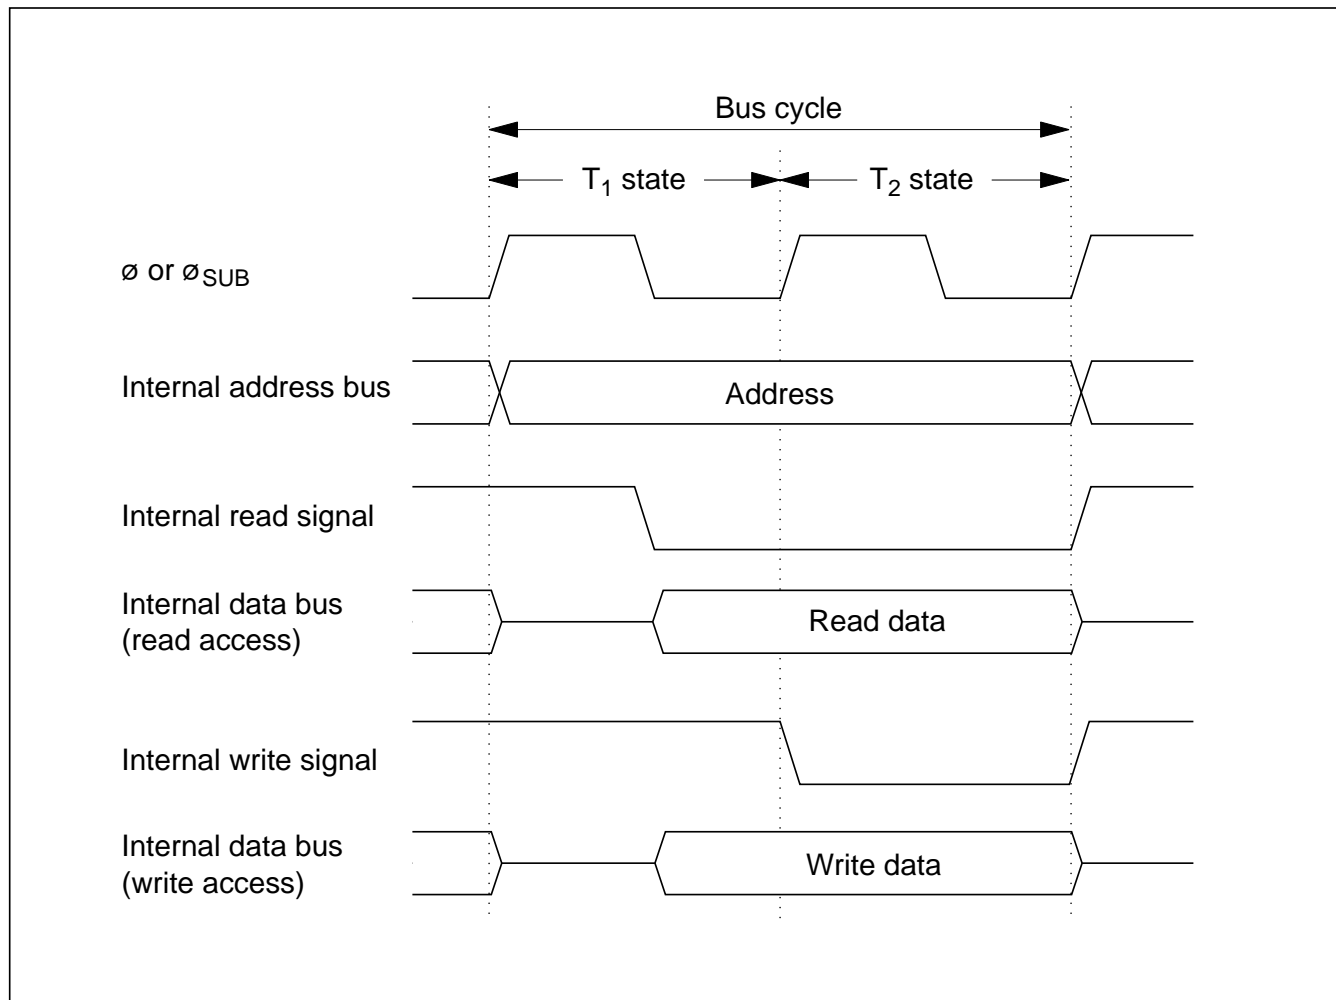 Bus cycle
T1 state
T2 state
ø or øSUB
Internal address bus
Address
Internal read signal
Internal data bus
(read access)
Read data
Internal write signal
Internal data bus
(write access)
Write data